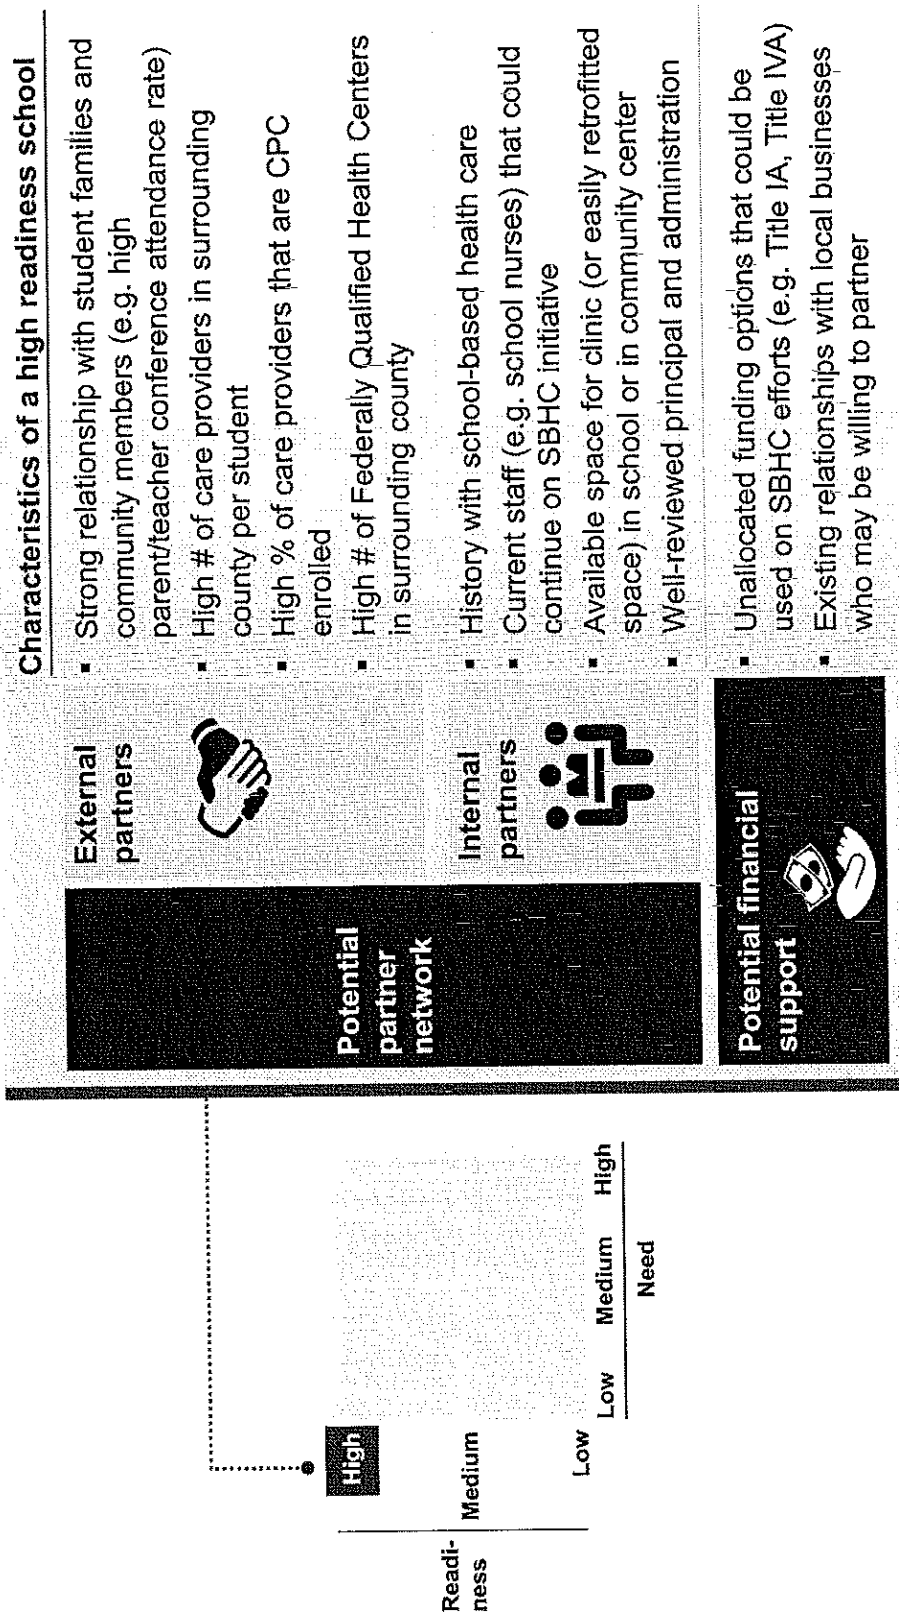 Characteristics of a high readiness school
Readi-
ness
High
Medium
Low
Low Medium High
Need
Potential
partner
network
External
partners
▪ Strong relationship with student families and
community members (e.g. high
parent/teacher conference attendance rate)
▪ High # of care providers in surrounding
county per student
▪ High % of care providers that are CPC
enrolled
▪ High # of Federally Qualified Health Centers
in surrounding county
Internal
partners
▪ History with school-based health care
▪ Current staff (e.g. school nurses) that could
continue on SBHC initiative
▪ Available space for clinic (or easily retrofitted
space) in school or in community center
▪ Well-reviewed principal and administration
Potential financial
support
▪ Unallocated funding options that could be
used on SBHC efforts (e.g. Title IA, Title IVA)
▪ Existing relationships with local businesses
who may be willing to partner